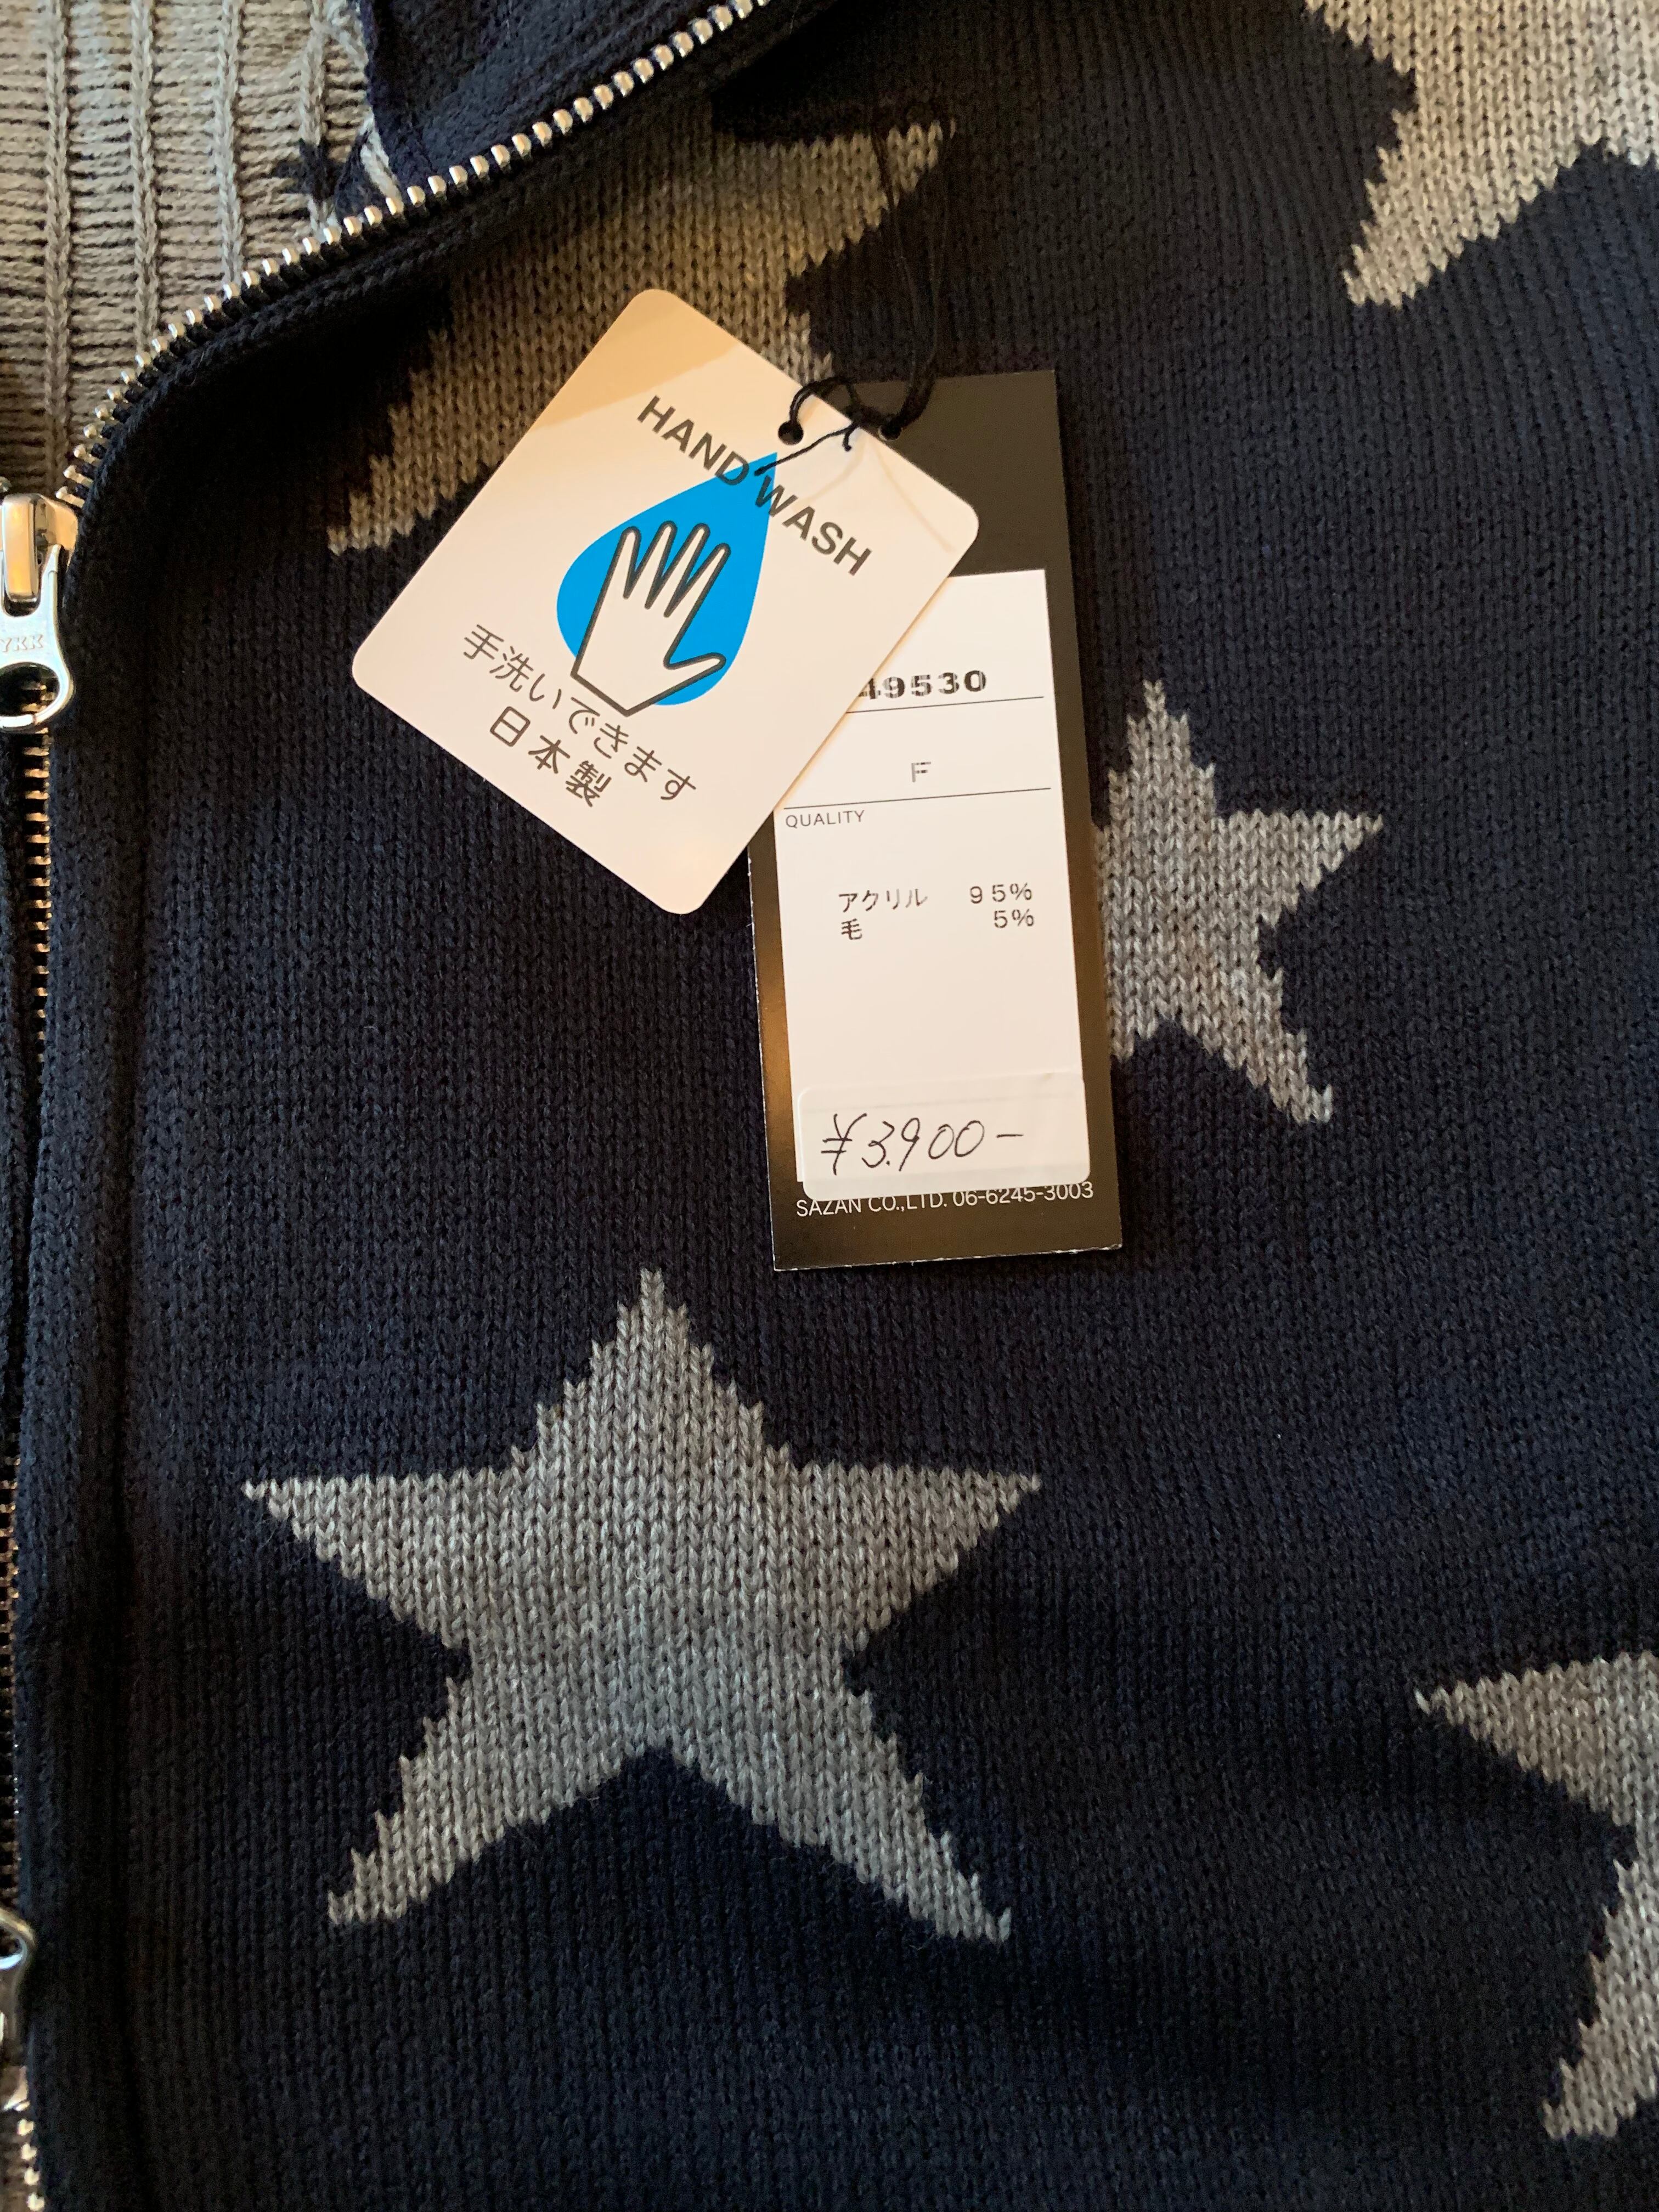 HAND WASH
手洗いできます
日本製
49530
F
QUALITY
アクリル 95%
毛 5%
¥3.900-
SAZAN CO.,LTD. 06-6245-3003
YKK